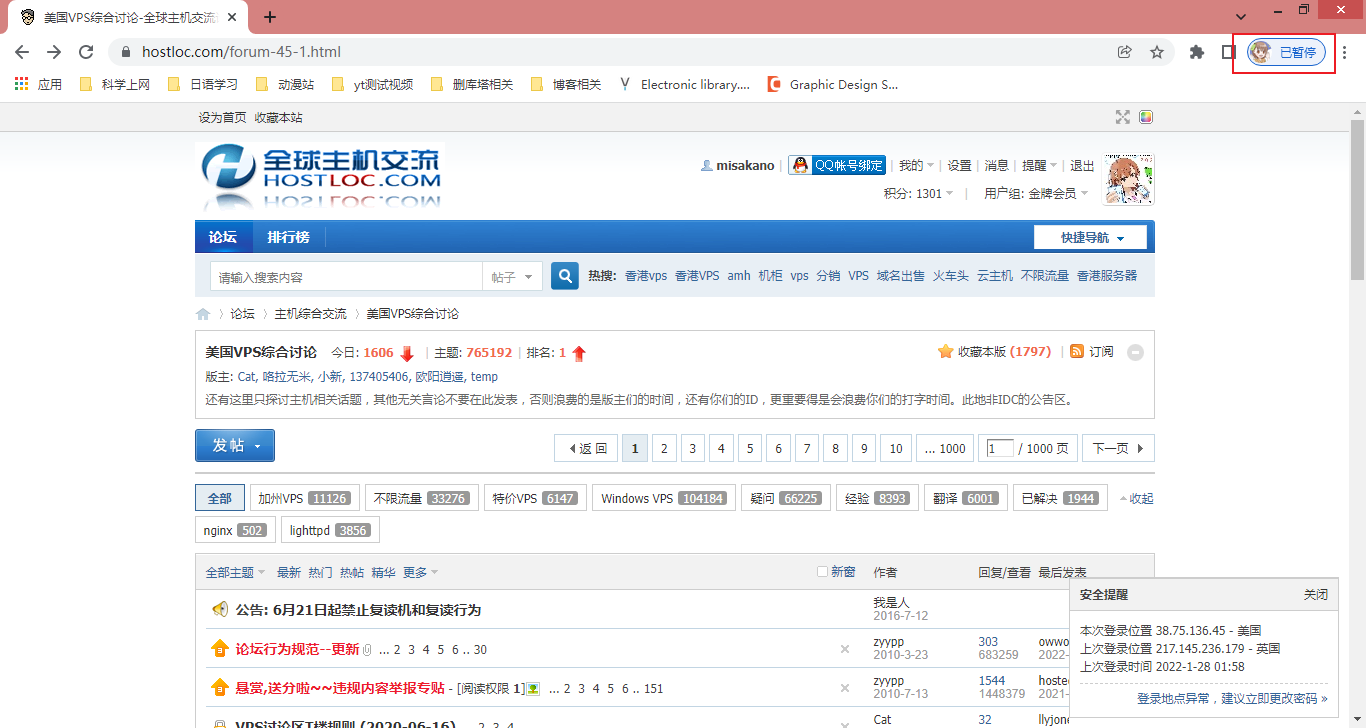 美国VPS综合讨论-全球主机交流
hostloc.com/forum-45-1.html
已暂停
应用 科学上网 日语学习 动漫站 yt测试视频 删库塔相关 博客相关 Electronic library.... Graphic Design S...
设为首页 收藏本站
全球主机交流
HOSTLOC.COM
misakano | QQ帐号绑定 | 我的 | 设置 | 消息 | 提醒 | 退出
积分: 1301 | 用户组: 金牌会员
论坛 排行榜 快捷导航
请输入搜索内容 帖子 热搜: 香港vps 香港VPS amh 机柜 vps 分销 VPS 域名出售 火车头 云主机 不限流量 香港服务器
论坛 › 主机综合交流 › 美国VPS综合讨论
美国VPS综合讨论 今日: 1606 | 主题: 765192 | 排名: 1 收藏本版 (1797) | 订阅
版主: Cat, 咯拉无米, 小新, 137405406, 欧阳逍遥, temp
还有这里只探讨主机相关话题，其他无关言论不要在此发表，否则浪费的是版主们的时间，还有你们的ID，更重要得是会浪费你们的打字时间。此地非IDC的公告区。
发帖 返回 1 2 3 4 5 6 7 8 9 10 ... 1000 1 / 1000 页 下一页
全部 加州VPS 11126 不限流量 33276 特价VPS 6147 Windows VPS 104184 疑问 66225 经验 8393 翻译 6001 已解决 1944 收起
nginx 502 lighttpd 3856
全部主题 最新 热门 热帖 精华 更多 新窗 作者 回复/查看 最后发表
公告: 6月21日起禁止复读机和复读行为 我是人
2016-7-12
论坛行为规范--更新 ... 2 3 4 5 6 .. 30 zyypp 303 owwo
2010-3-23 683259 2022-
悬赏,送分啦~~违规内容举报专贴 - [阅读权限 1] ... 2 3 4 5 6 .. 151 zyypp 1544 hoste
2010-7-13 1448379 2021-
VPS讨论区T楼规则 (2020-06-16) 2 3 4 Cat 32 llyjone
安全提醒 关闭
本次登录位置 38.75.136.45 - 美国
上次登录位置 217.145.236.179 - 英国
上次登录时间 2022-1-28 01:58
登录地点异常，建议立即更改密码 »